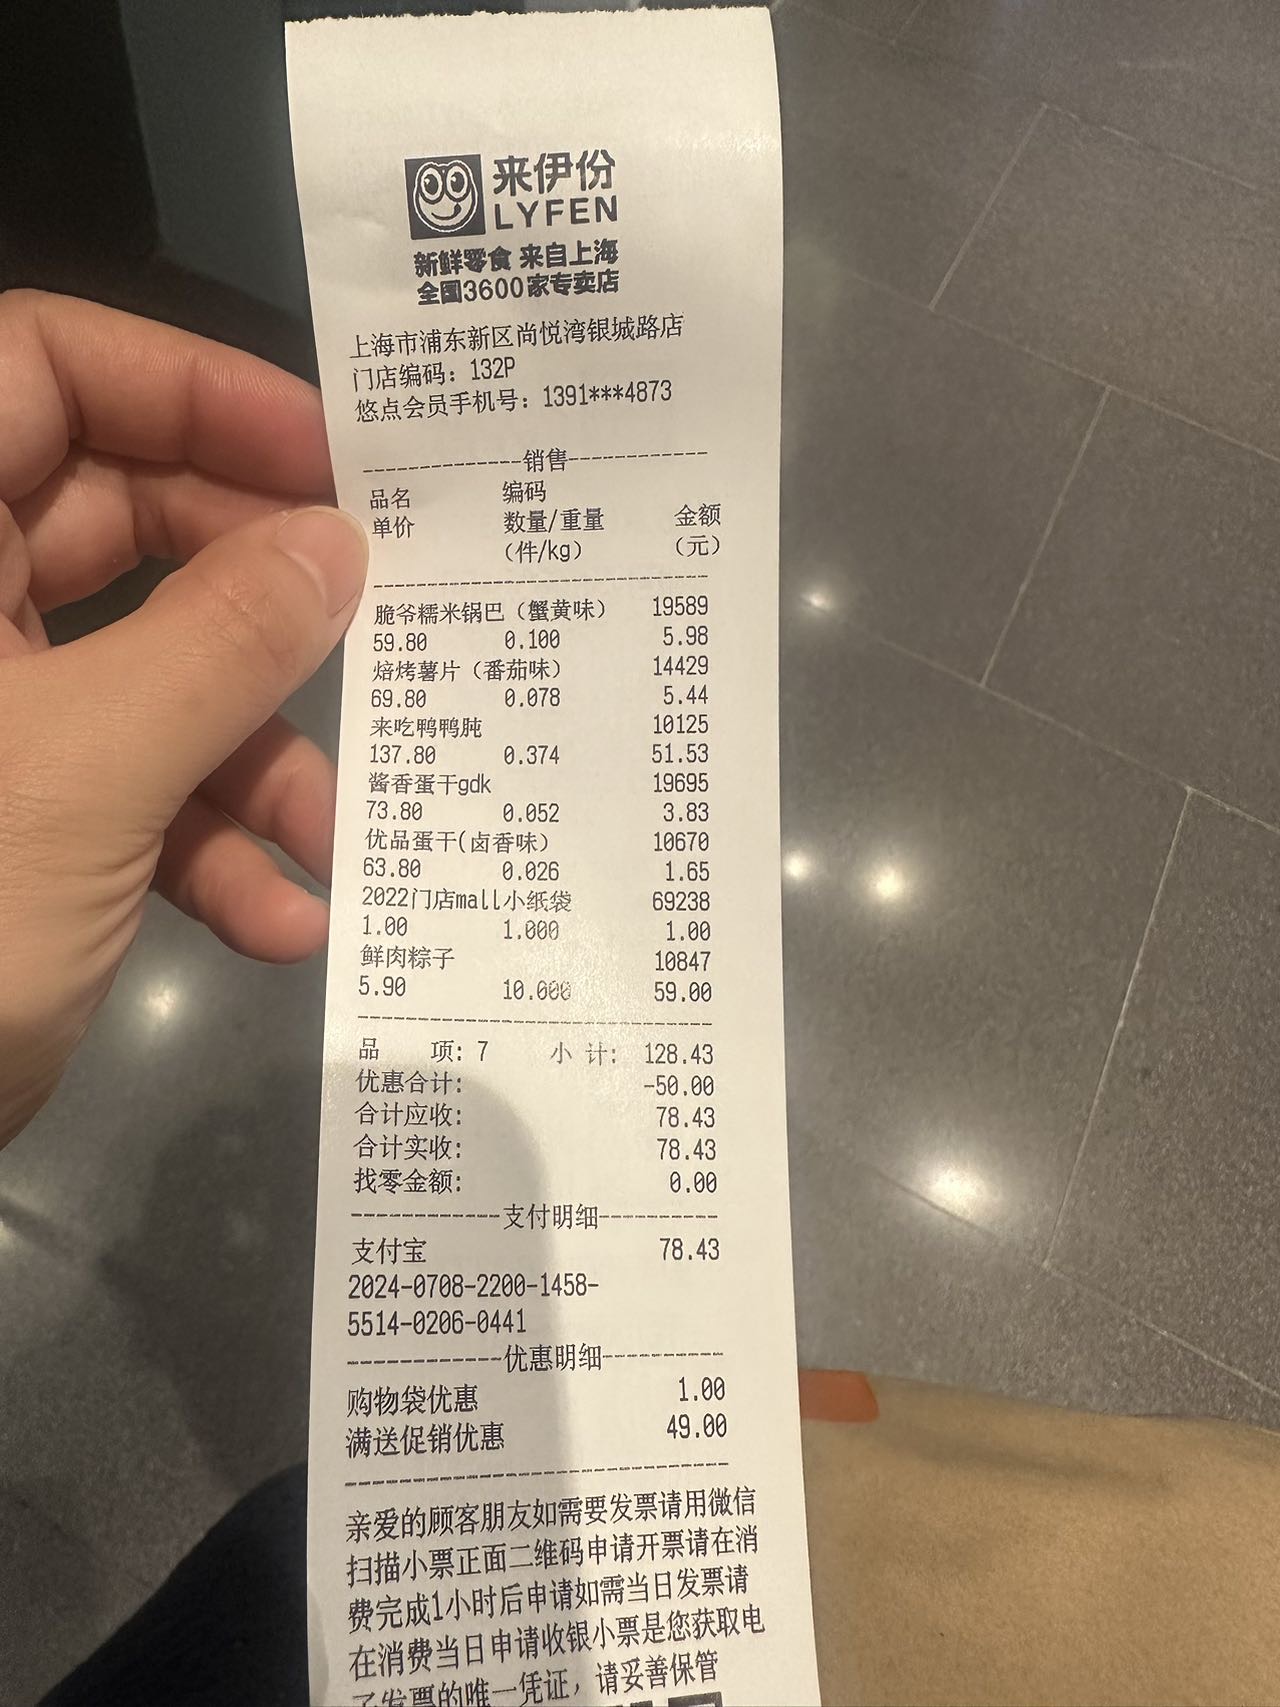 来伊份
LYFEN
新鲜零食 来自上海
全国3600家专卖店
上海市浦东新区尚悦湾银城路店
门店编码：132P
悠点会员手机号：1391***4873
--------------销售------------
品名 编码
单价 数量/重量 金额
（件/kg） （元）
脆爷糯米锅巴（蟹黄味） 19589
59.80 0.100 5.98
焙烤薯片（番茄味） 14429
69.80 0.078 5.44
来吃鸭鸭肫 10125
137.80 0.374 51.53
酱香蛋干gdk 19695
73.80 0.052 3.83
优品蛋干(卤香味） 10670
63.80 0.026 1.65
2022门店mall小纸袋 69238
1.00 1.000 1.00
鲜肉粽子 10847
5.90 10.000 59.00
品 项: 7 小 计: 128.43
优惠合计: -50.00
合计应收: 78.43
合计实收: 78.43
找零金额: 0.00
------------支付明细----------
支付宝 78.43
2024-0708-2200-1458-
5514-0206-0441
------------优惠明细----------
购物袋优惠 1.00
满送促销优惠 49.00
亲爱的顾客朋友如需要发票请用微信
扫描小票正面二维码申请开票请在消
费完成1小时后申请如需当日发票请
在消费当日申请收银小票是您获取电
子发票的唯一凭证，请妥善保管